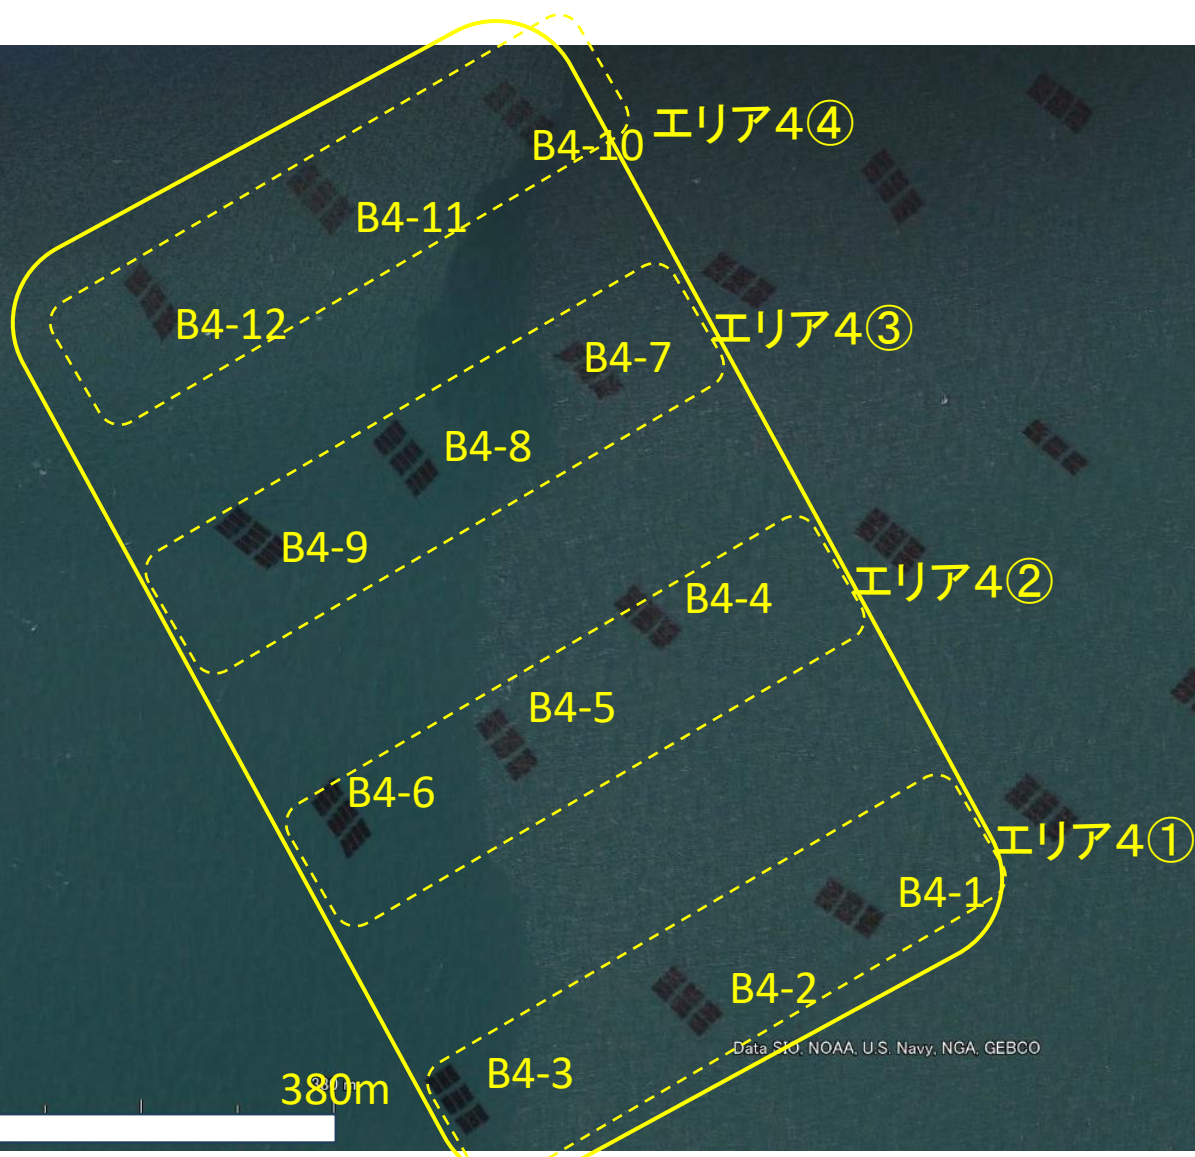 エリア4④
B4-10
B4-11
B4-12
エリア4③
B4-7
B4-8
B4-9
エリア4②
B4-4
B4-5
B4-6
エリア4①
B4-1
B4-2
B4-3
Data SIO, NOAA, U.S. Navy, NGA, GEBCO
380m
380 m